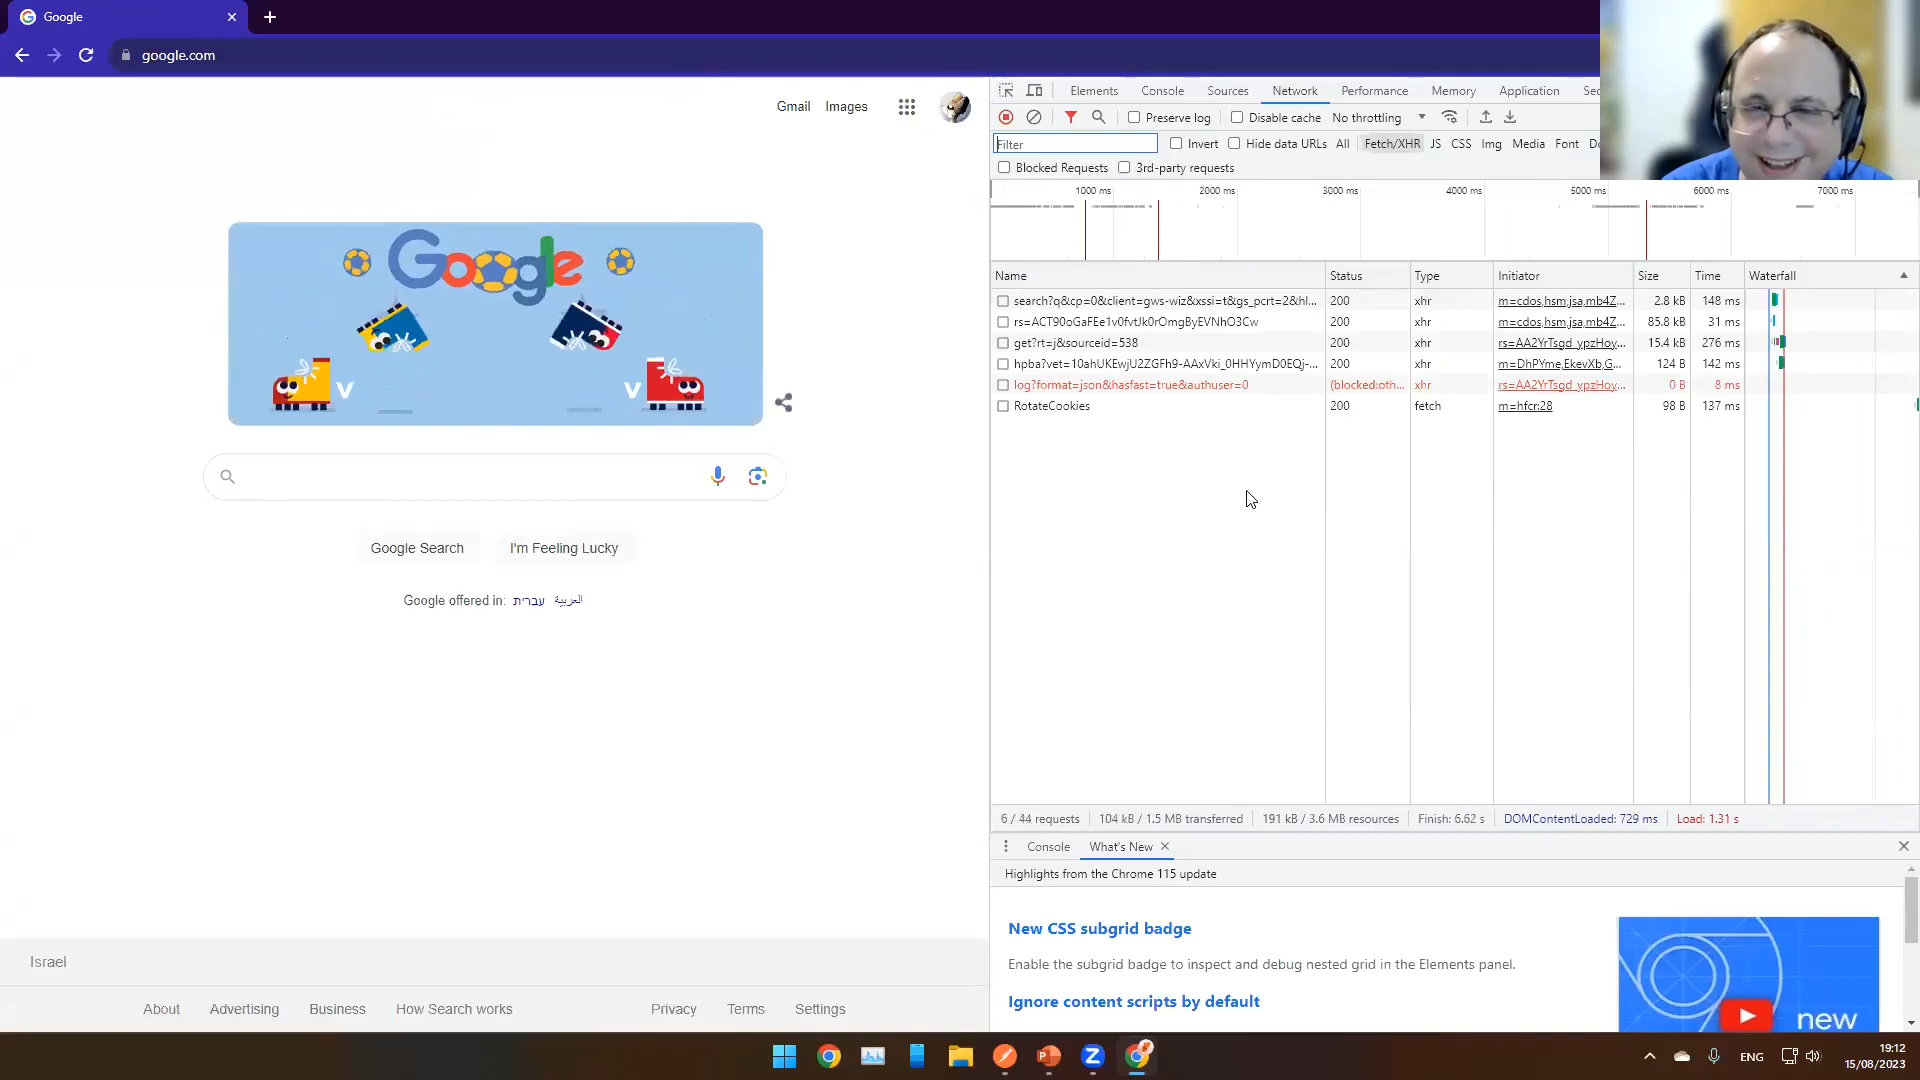 Google
google.com
Gmail Images
Google
v v
Google Search I'm Feeling Lucky
Google offered in: עברית العربية
Israel
About Advertising Business How Search works Privacy Terms Settings
Elements Console Sources Network Performance Memory Application
Preserve log Disable cache No throttling
Filter Invert Hide data URLs All Fetch/XHR JS CSS Img Media Font
Blocked Requests 3rd-party requests
1000 ms 2000 ms 3000 ms 4000 ms 5000 ms 6000 ms 7000 ms
Name Status Type Initiator Size Time Waterfall
search?q&cp=0&client=gws-wiz&xssi=t&gs_pcrt=2&hl... 200 xhr m=cdos,hsm,jsa,mb4Z... 2.8 kB 148 ms
rs=ACT90oGaFEe1v0fvtJk0rOmgByEVNhO3Cw 200 xhr m=cdos,hsm,jsa,mb4Z... 85.8 kB 31 ms
get?rt=j&sourceid=538 200 xhr rs=AA2YrTsgd_ypzHoy... 15.4 kB 276 ms
hpba?vet=10ahUKEwjU2ZGFh9-AAxVki_0HHYymD0EQj-... 200 xhr m=DhPYme,EkevXb,G... 124 B 142 ms
log?format=json&hasfast=true&authuser=0 (blocked:oth... xhr rs=AA2YrTsgd_ypzHoy... 0 B 8 ms
RotateCookies 200 fetch m=hfcr:28 98 B 137 ms
6 / 44 requests 104 kB / 1.5 MB transferred 191 kB / 3.6 MB resources Finish: 6.62 s DOMContentLoaded: 729 ms Load: 1.31 s
Console What's New
Highlights from the Chrome 115 update
New CSS subgrid badge
Enable the subgrid badge to inspect and debug nested grid in the Elements panel.
Ignore content scripts by default
new
ENG 19:12
15/08/2023